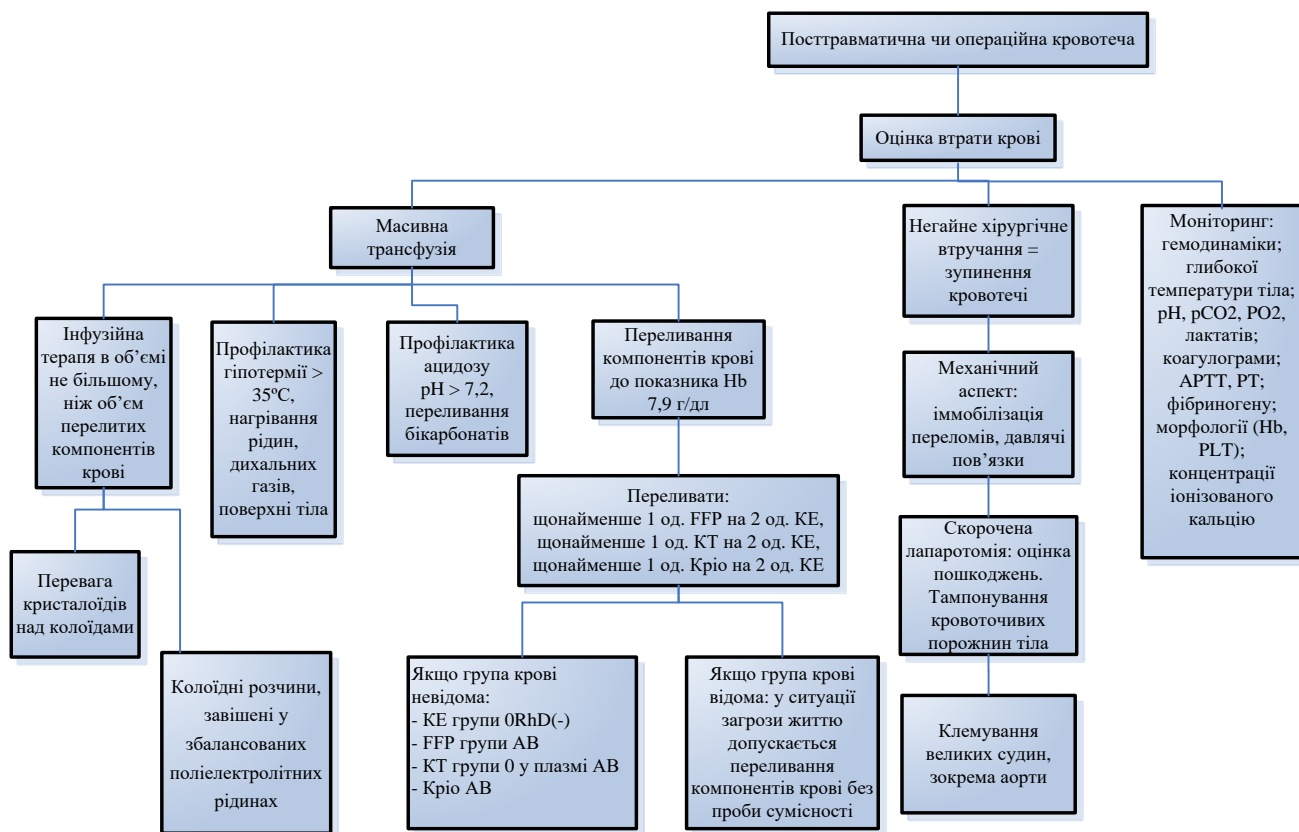 Посттравматична чи операційна кровотеча
Оцінка втрати крові
Масивна
трансфузія
Негайне хірургічне
втручання =
зупинення
кровотечі
Моніторинг:
гемодинаміки;
глибокої
температури тіла;
pH, pCO2, PO2,
лактатів;
коагулограми;
APTT, PT;
фібриногену;
морфології (Hb,
PLT);
концентрації
іонізованого
кальцію
Інфузійна
терапія в об’ємі
не більшому,
ніж об’єм
перелитих
компонентів
крові
Профілактика
гіпотермії >
35ºC,
нагрівання
рідин,
дихальних
газів,
поверхні тіла
Профілактика
ацидозу
pH > 7,2,
переливання
бікарбонатів
Переливання
компонентів крові
до показника Hb
7,9 г/дл
Механічний
аспект:
іммобілізація
переломів, давлячі
пов’язки
Переливати:
щонайменше 1 од. FFP на 2 од. КЕ,
щонайменше 1 од. КТ на 2 од. КЕ,
щонайменше 1 од. Кріо на 2 од. КЕ
Скорочена
лапаротомія: оцінка
пошкоджень.
Тампонування
кровоточивих
порожнин тіла
Перевага
кристалоїдів
над колоїдами
Колоїдні розчини,
завішені у
збалансованих
поліелектролітних
рідинах
Якщо група крові
невідома:
- КЕ групи 0RhD(-)
- FFP групи АВ
- КТ групи 0 у плазмі АВ
- Кріо АВ
Якщо група крові
відома: у ситуації
загрози життю
допускається
переливання
компонентів крові без
проби сумісності
Клемування
великих судин,
зокрема аорти